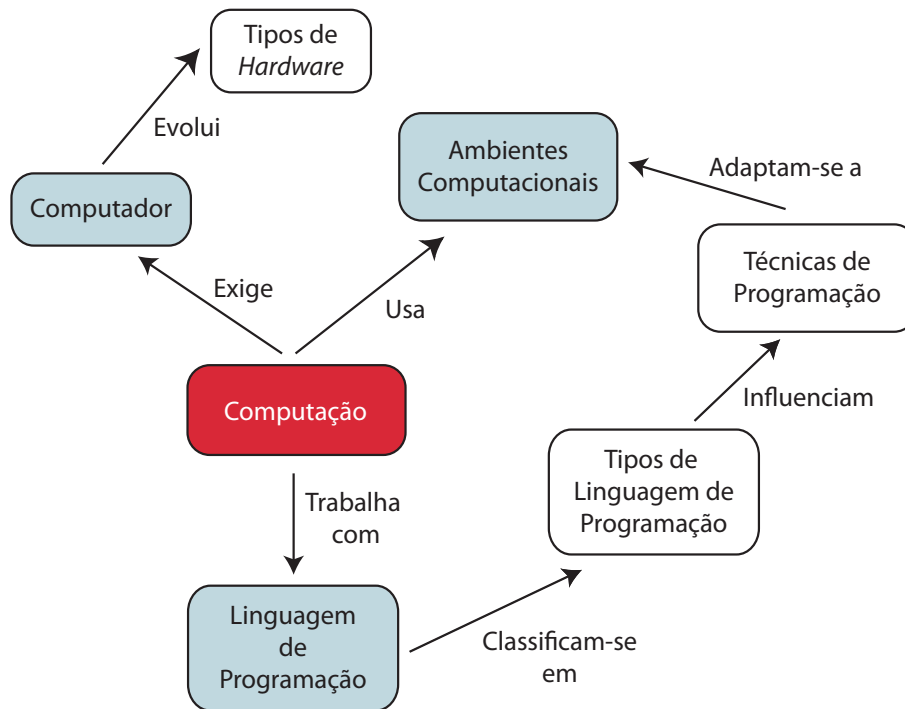 Tipos de
Hardware
Evolui
Computador
Ambientes
Computacionais
Adaptam-se a
Técnicas de
Programação
Exige
Usa
Computação
Influenciam
Tipos de
Linguagem de
Programação
Trabalha
com
Linguagem
de
Programação
Classificam-se
em